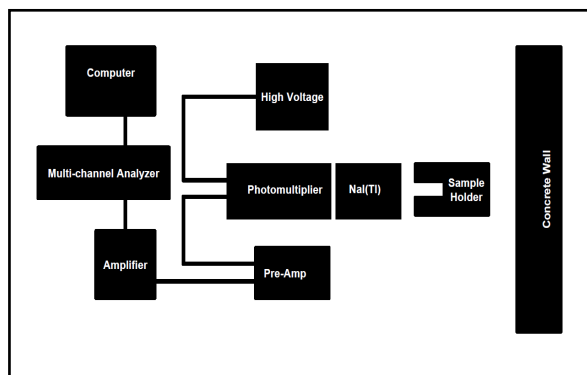 Computer
High Voltage
Multi-channel Analyzer
Photomultiplier
NaI(Tl)
Sample
Holder
Concrete Wall
Amplifier
Pre-Amp